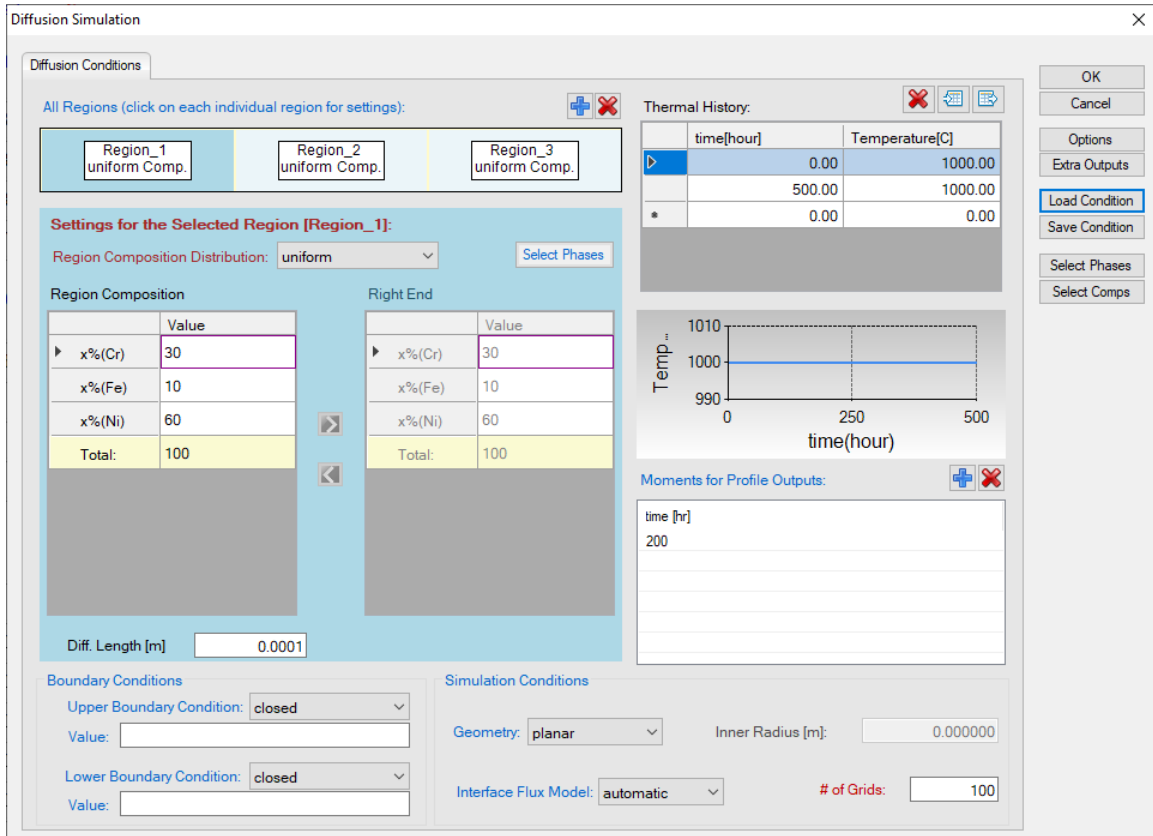 Diffusion Simulation
Diffusion Conditions
All Regions (click on each individual region for settings):
Region_1
uniform Comp.
Region_2
uniform Comp.
Region_3
uniform Comp.
Settings for the Selected Region [Region_1]:
Region Composition Distribution: uniform
Select Phases
Region Composition
Value
x%(Cr) 30
x%(Fe) 10
x%(Ni) 60
Total: 100
Right End
Value
x%(Cr) 30
x%(Fe) 10
x%(Ni) 60
Total: 100
Diff. Length [m] 0.0001
Thermal History:
time[hour] Temperature[C]
0.00 1000.00
500.00 1000.00
* 0.00 0.00
Temp...
1010
1000
990
0 250 500
time(hour)
Moments for Profile Outputs:
time [hr]
200
Boundary Conditions
Upper Boundary Condition: closed
Value:
Lower Boundary Condition: closed
Value:
Simulation Conditions
Geometry: planar
Inner Radius [m]: 0.000000
Interface Flux Model: automatic
# of Grids: 100
OK
Cancel
Options
Extra Outputs
Load Condition
Save Condition
Select Phases
Select Comps